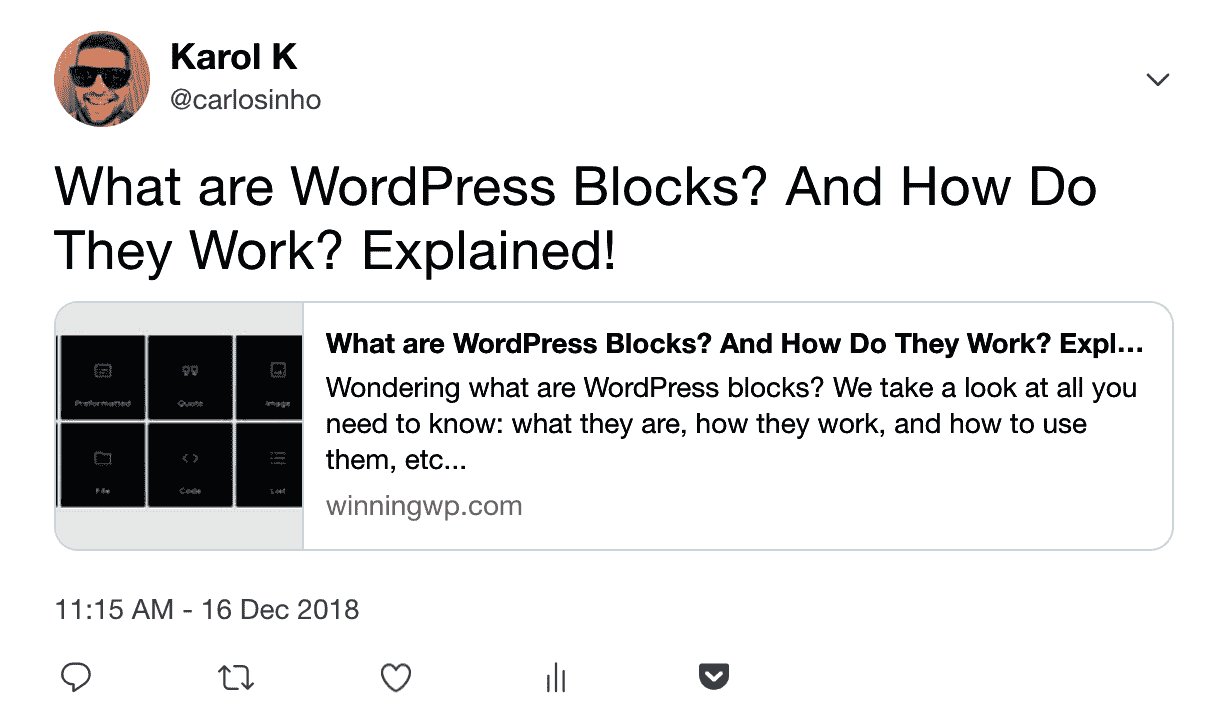 Karol K
@carlosinho
What are WordPress Blocks? And How Do
They Work? Explained!
What are WordPress Blocks? And How Do They Work? Expl...
Wondering what are WordPress blocks? We take a look at all you
need to know: what they are, how they work, and how to use
them, etc...
winningwp.com
Preformatted Quote Image
File Code List
11:15 AM - 16 Dec 2018